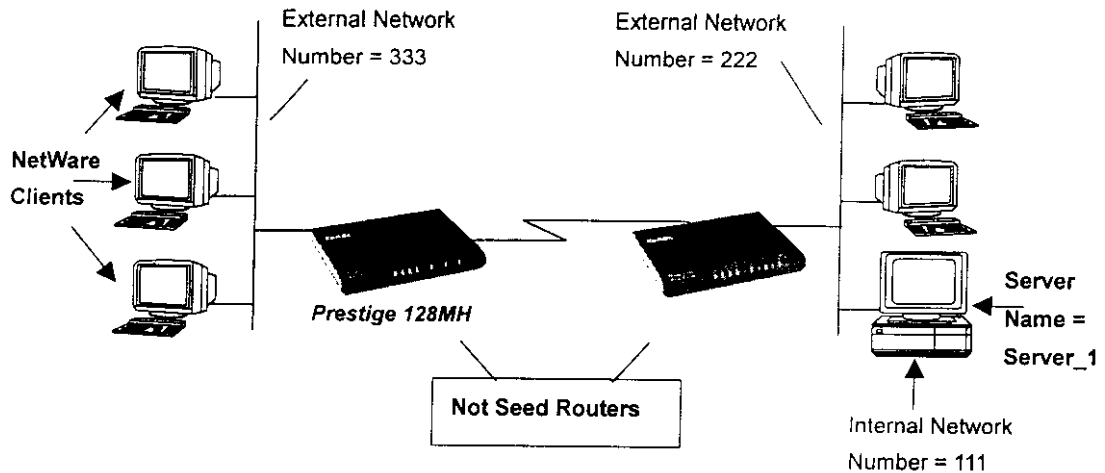 External Network
Number = 333
External Network
Number = 222
NetWare
Clients
Prestige 128MH
Server
Name =
Server_1
Not Seed Routers
Internal Network
Number = 111